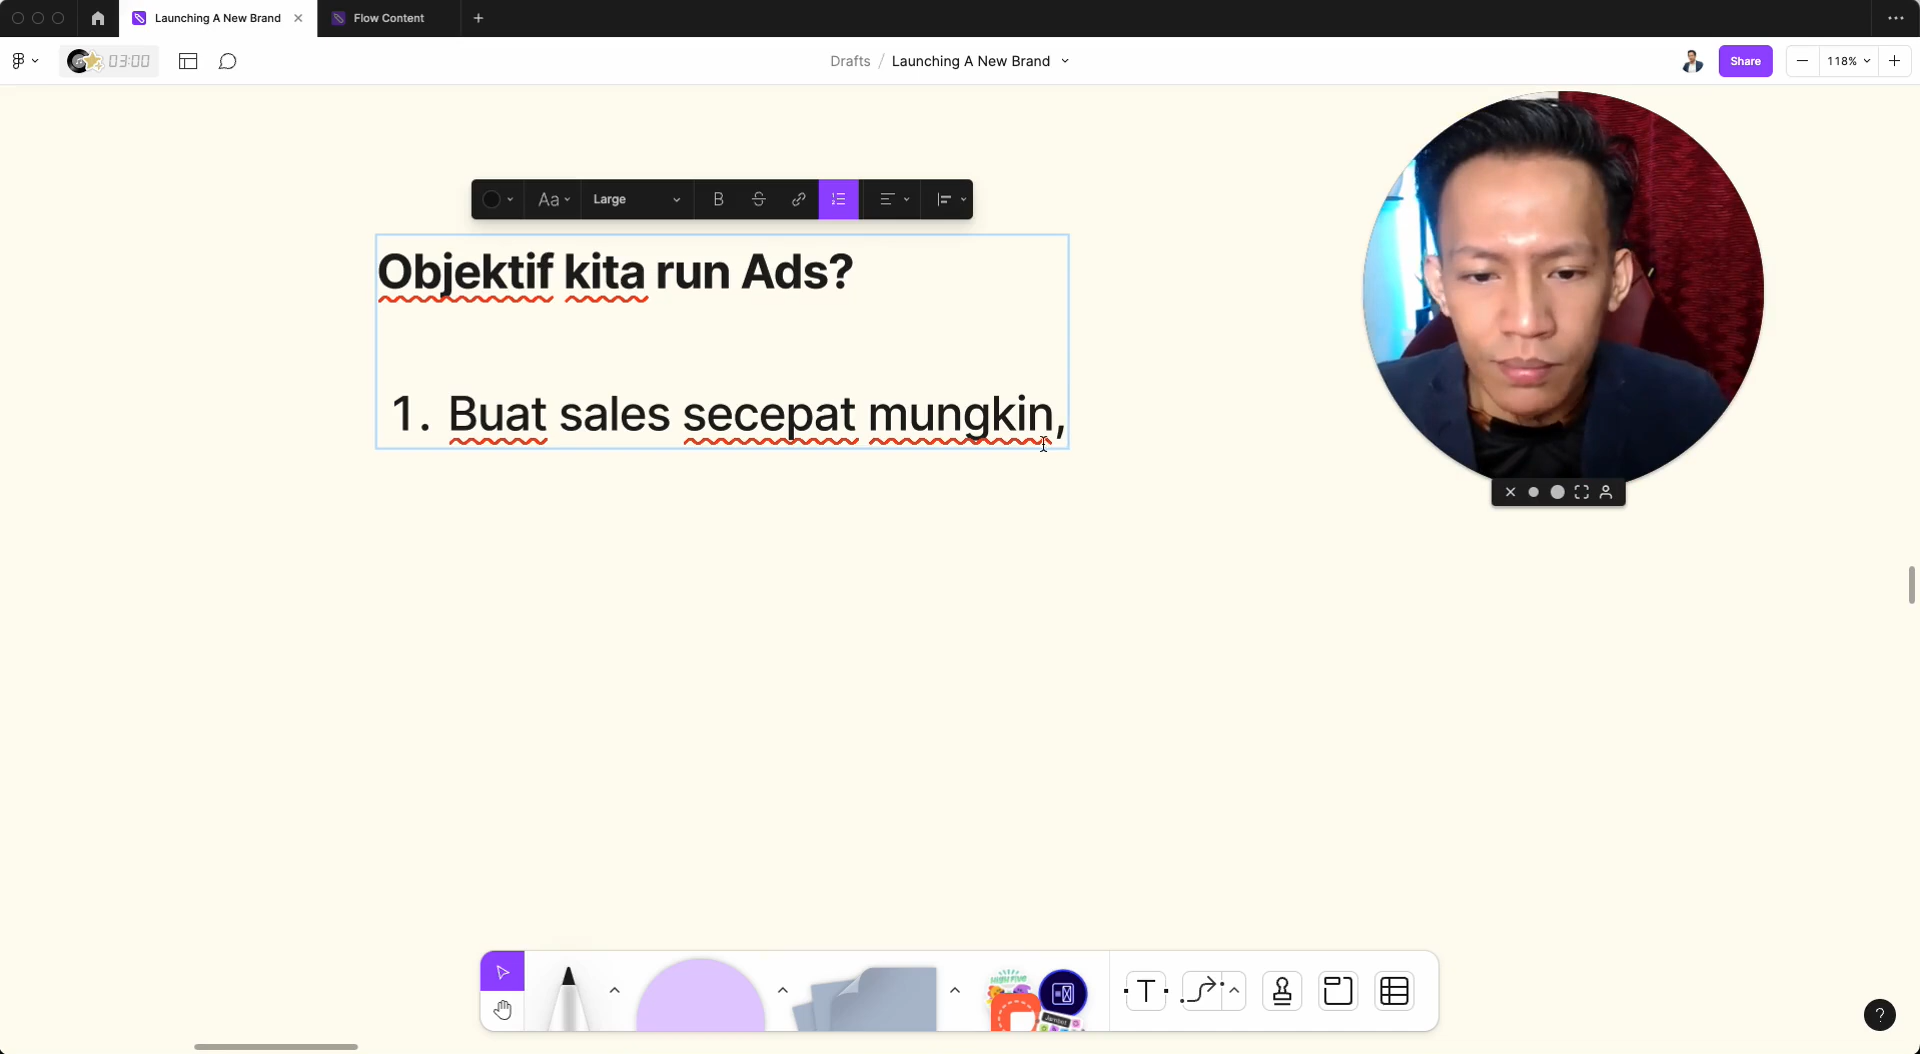 Launching A New Brand
Flow Content
03:00
Drafts / Launching A New Brand
Share
118%
Aa
Large
B
S
Objektif kita run Ads?
1. Buat sales secepat mungkin,
T
?